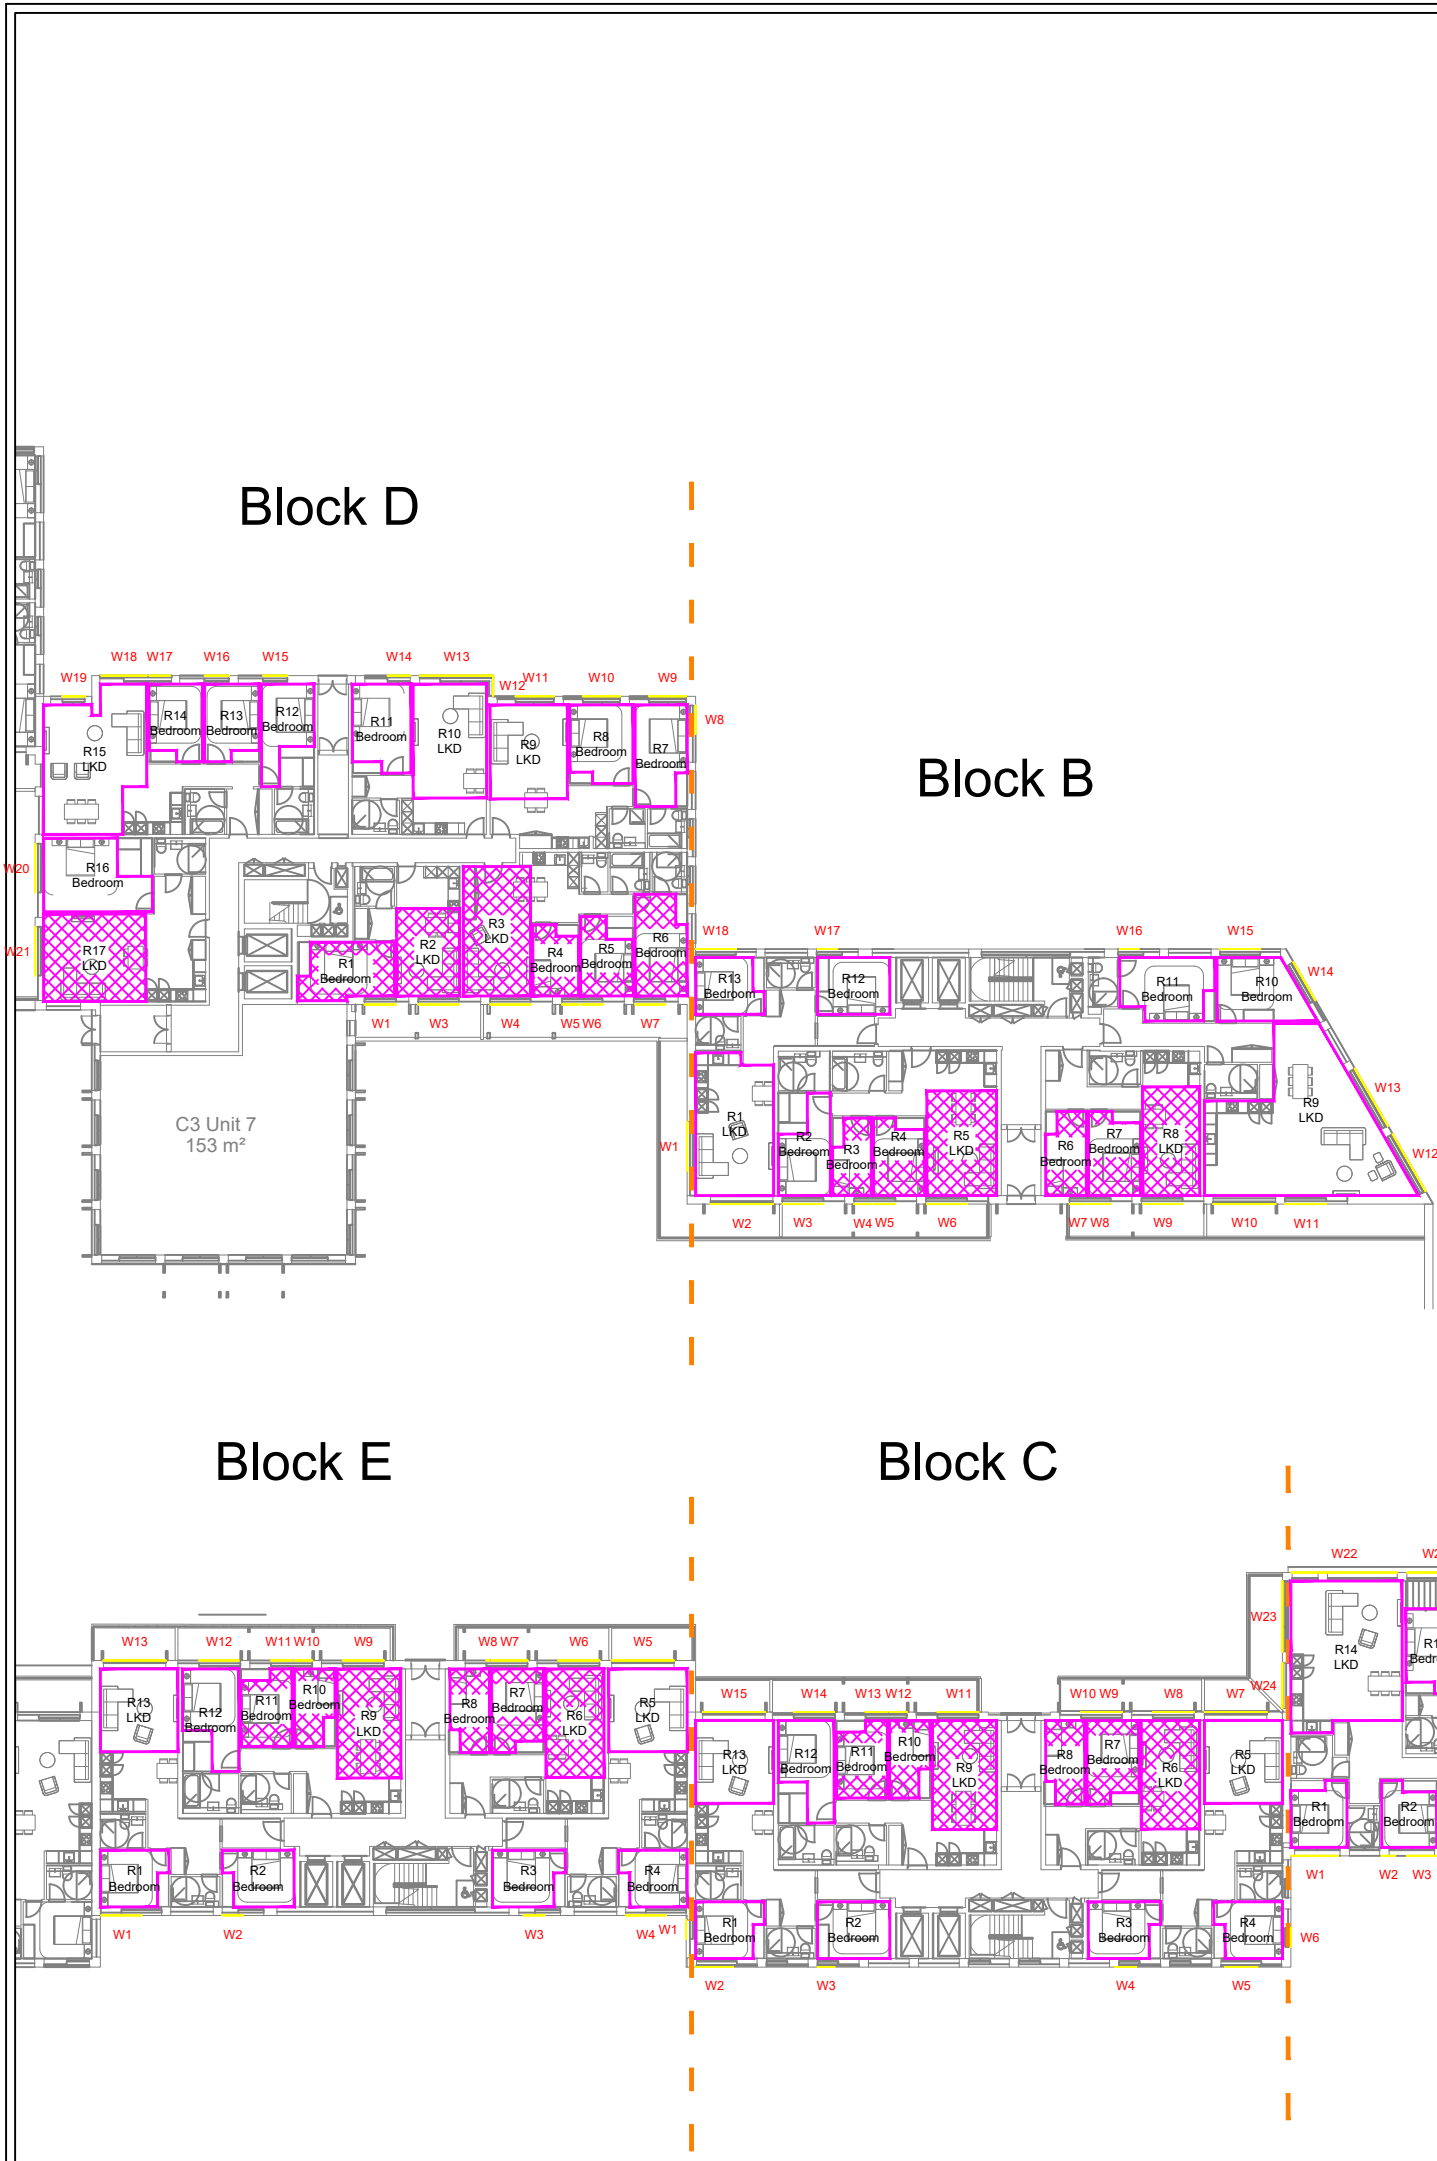 Block D
W19
W18
W17
W16
W15
W14
W13
W12
W11
W10
W9
W8
R15
LKD
R14
Bedroom
R13
Bedroom
R12
Bedroom
R11
Bedroom
R10
LKD
R9
LKD
R8
Bedroom
R7
Bedroom
W20
R16
Bedroom
W21
R17
LKD
R1
Bedroom
R2
LKD
R3
LKD
R4
Bedroom
R5
Bedroom
R6
Bedroom
W1
W3
W4
W5
W6
W7
C3 Unit 7
153 m²
Block B
W18
W17
W16
W15
W14
R13
Bedroom
R12
Bedroom
R11
Bedroom
R10
Bedroom
W13
W12
W1
R1
LKD
R2
Bedroom
R3
Bedroom
R4
Bedroom
R5
LKD
R6
Bedroom
R7
Bedroom
R8
LKD
R9
LKD
W2
W3
W4
W5
W6
W7
W8
W9
W10
W11
Block E
W13
W12
W11
W10
W9
W8
W7
W6
W5
R13
LKD
R12
Bedroom
R11
Bedroom
R10
Bedroom
R9
LKD
R8
Bedroom
R7
Bedroom
R6
LKD
R5
LKD
R1
Bedroom
R2
Bedroom
R3
Bedroom
R4
Bedroom
W1
W2
W3
W4
Block C
W22
W23
W24
W15
W14
W13
W12
W11
W10
W9
W8
W7
R14
LKD
R13
LKD
R12
Bedroom
R11
Bedroom
R10
Bedroom
R9
LKD
R8
Bedroom
R7
Bedroom
R6
LKD
R5
LKD
R1
Bedroom
R2
Bedroom
W1
W2
W3
W1
R1
Bedroom
R2
Bedroom
R3
Bedroom
R4
Bedroom
W6
W2
W3
W4
W5